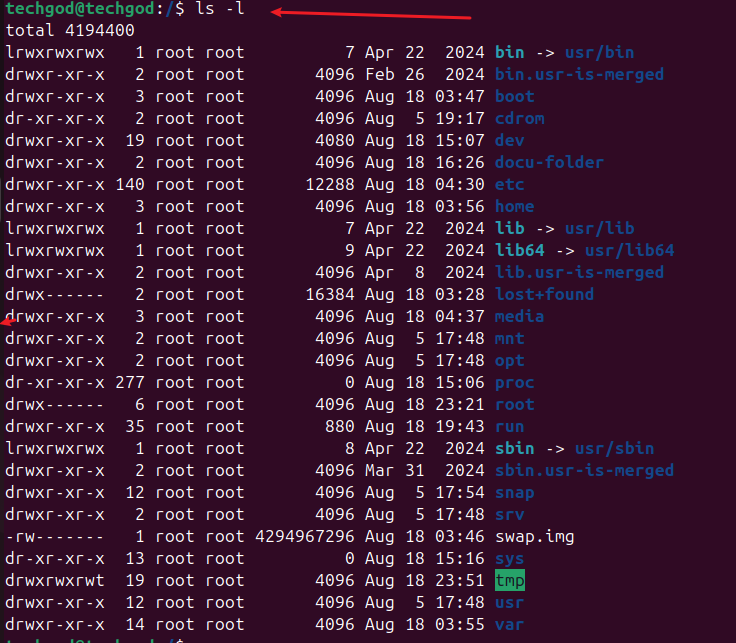 techgod@techgod:/$ ls -l
total 4194400
lrwxrwxrwx   1 root root          7 Apr 22  2024 bin -> usr/bin
drwxr-xr-x   2 root root       4096 Feb 26  2024 bin.usr-is-merged
drwxr-xr-x   3 root root       4096 Aug 18 03:47 boot
dr-xr-xr-x   2 root root       4096 Aug  5 19:17 cdrom
drwxr-xr-x  19 root root       4080 Aug 18 15:07 dev
drwxr-xr-x   2 root root       4096 Aug 18 16:26 docu-folder
drwxr-xr-x 140 root root      12288 Aug 18 04:30 etc
drwxr-xr-x   3 root root       4096 Aug 18 03:56 home
lrwxrwxrwx   1 root root          7 Apr 22  2024 lib -> usr/lib
lrwxrwxrwx   1 root root          9 Apr 22  2024 lib64 -> usr/lib64
drwxr-xr-x   2 root root       4096 Apr  8  2024 lib.usr-is-merged
drwx------   2 root root      16384 Aug 18 03:28 lost+found
drwxr-xr-x   3 root root       4096 Aug 18 04:37 media
drwxr-xr-x   2 root root       4096 Aug  5 17:48 mnt
drwxr-xr-x   2 root root       4096 Aug  5 17:48 opt
dr-xr-xr-x 277 root root          0 Aug 18 15:06 proc
drwx------   6 root root       4096 Aug 18 23:21 root
drwxr-xr-x  35 root root        880 Aug 18 19:43 run
lrwxrwxrwx   1 root root          8 Apr 22  2024 sbin -> usr/sbin
drwxr-xr-x   2 root root       4096 Mar 31  2024 sbin.usr-is-merged
drwxr-xr-x  12 root root       4096 Aug  5 17:54 snap
drwxr-xr-x   2 root root       4096 Aug  5 17:48 srv
-rw-------   1 root root 4294967296 Aug 18 03:46 swap.img
dr-xr-xr-x  13 root root          0 Aug 18 15:16 sys
drwxrwxrwt  19 root root       4096 Aug 18 23:51 tmp
drwxr-xr-x  12 root root       4096 Aug  5 17:48 usr
drwxr-xr-x  14 root root       4096 Aug 18 03:55 var
techgod@techgod:/$